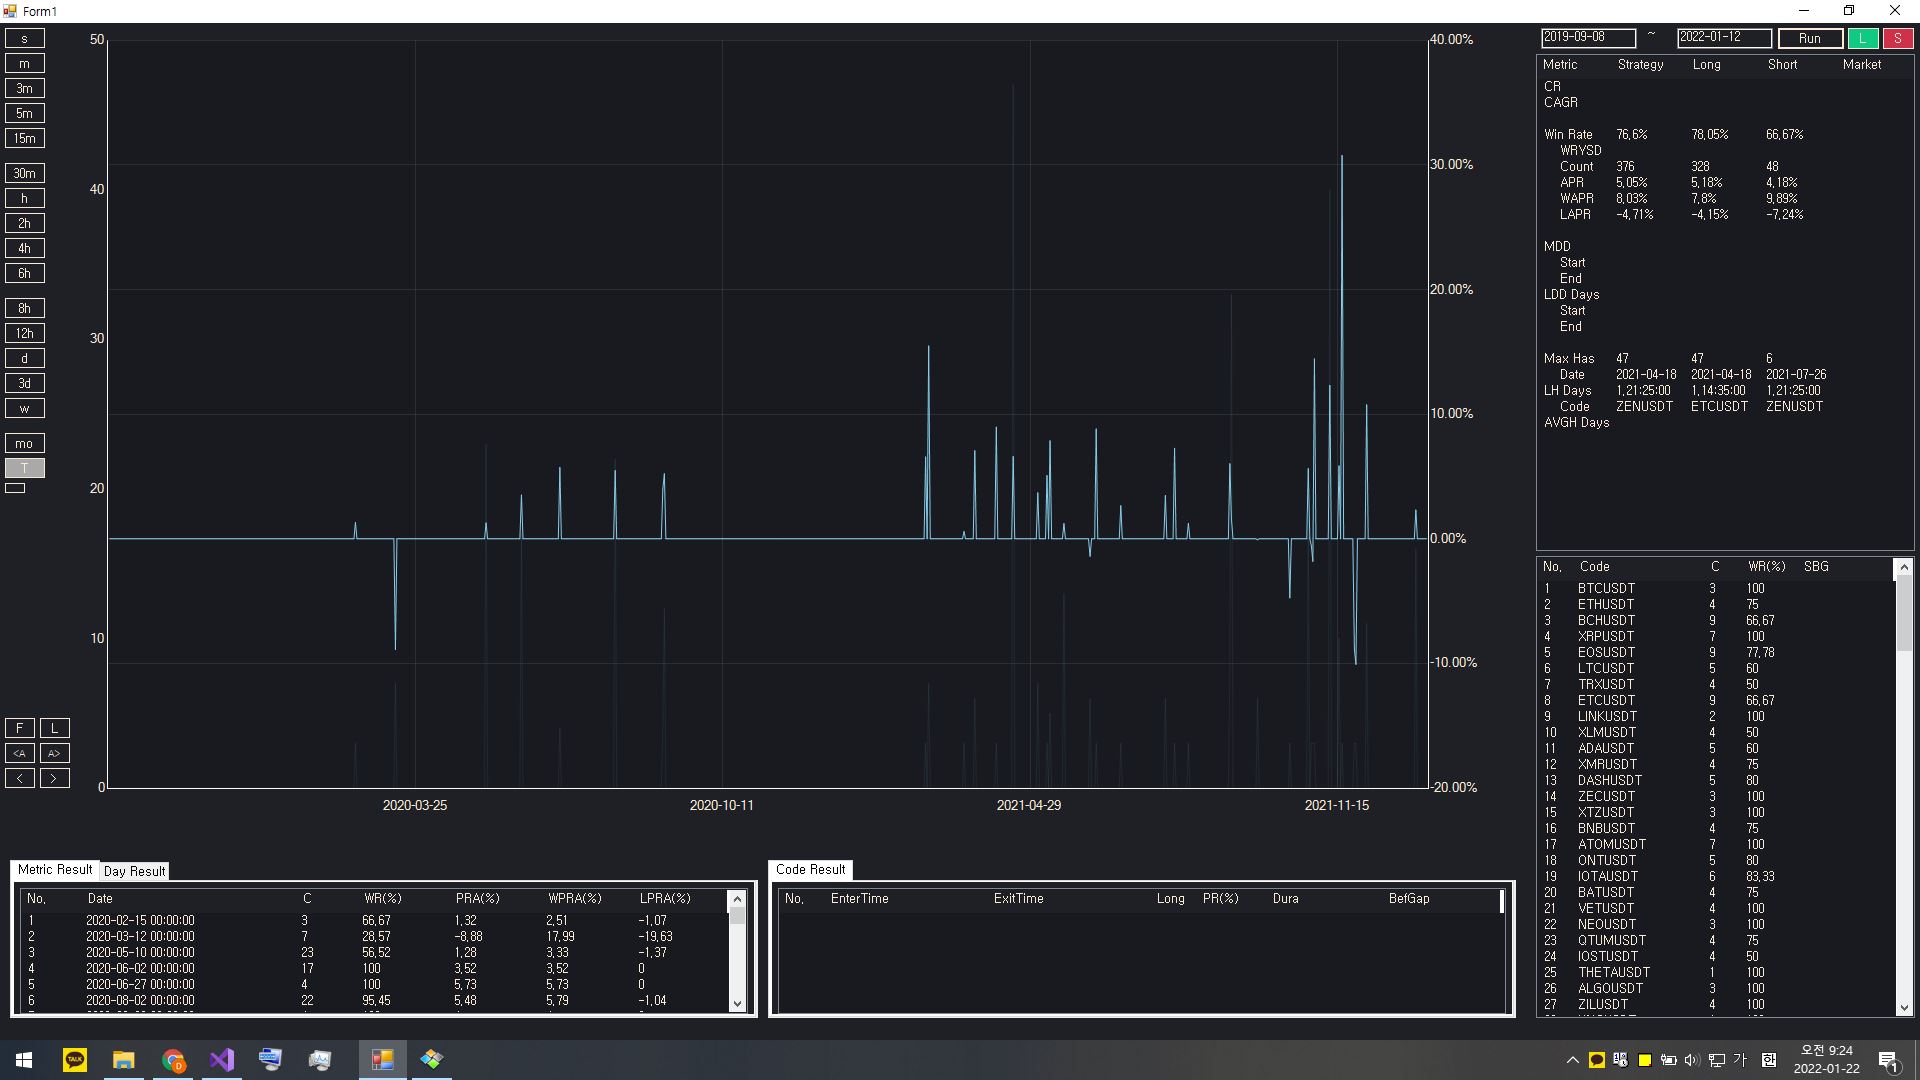 Form1
s
m
3m
5m
15m
30m
h
2h
4h
6h
8h
12h
d
3d
w
mo
T
F L
<A A>
< >
50
40
30
20
10
0
40.00%
30.00%
20.00%
10.00%
0.00%
-10.00%
-20.00%
2020-03-25 2020-10-11 2021-04-29 2021-11-15
2019-09-08 ~ 2022-01-12 Run L S
Metric Strategy Long Short Market
CR
CAGR
Win Rate 76,6% 78,05% 66,67%
WRYSD
Count 376 328 48
APR 5,05% 5,18% 4,18%
WAPR 8,03% 7,8% 9,89%
LAPR -4,71% -4,15% -7,24%
MDD
Start
End
LDD Days
Start
End
Max Has 47 47 6
Date 2021-04-18 2021-04-18 2021-07-26
LH Days 1,21:25:00 1,14:35:00 1,21:25:00
Code ZENUSDT ETCUSDT ZENUSDT
AVGH Days
No, Code C WR(%) SBG
1 BTCUSDT 3 100
2 ETHUSDT 4 75
3 BCHUSDT 9 66,67
4 XRPUSDT 7 100
5 EOSUSDT 9 77,78
6 LTCUSDT 5 60
7 TRXUSDT 4 50
8 ETCUSDT 9 66,67
9 LINKUSDT 2 100
10 XLMUSDT 4 50
11 ADAUSDT 5 60
12 XMRUSDT 4 75
13 DASHUSDT 5 80
14 ZECUSDT 3 100
15 XTZUSDT 3 100
16 BNBUSDT 4 75
17 ATOMUSDT 7 100
18 ONTUSDT 5 80
19 IOTAUSDT 6 83,33
20 BATUSDT 4 75
21 VETUSDT 4 100
22 NEOUSDT 3 100
23 QTUMUSDT 4 75
24 IOSTUSDT 4 50
25 THETAUSDT 1 100
26 ALGOUSDT 3 100
27 ZILUSDT 4 100
Metric Result Day Result
No, Date C WR(%) PRA(%) WPRA(%) LPRA(%)
1 2020-02-15 00:00:00 3 66,67 1,32 2,51 -1,07
2 2020-03-12 00:00:00 7 28,57 -8,88 17,99 -19,63
3 2020-05-10 00:00:00 23 56,52 1,28 3,33 -1,37
4 2020-06-02 00:00:00 17 100 3,52 3,52 0
5 2020-06-27 00:00:00 4 100 5,73 5,73 0
6 2020-08-02 00:00:00 22 95,45 5,48 5,79 -1,04
Code Result
No, EnterTime ExitTime Long PR(%) Dura BefGap
TALK
가 한 오전 9:24
2022-01-22
1